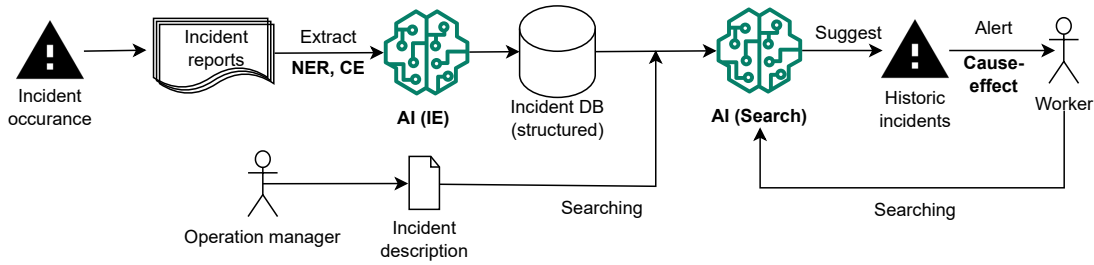 Incident
occurance
Incident
reports
Extract
NER, CE
AI (IE)
Incident DB
(structured)
AI (Search)
Suggest
Historic
incidents
Alert
Cause-
effect
Worker
Operation manager
Incident
description
Searching
Searching